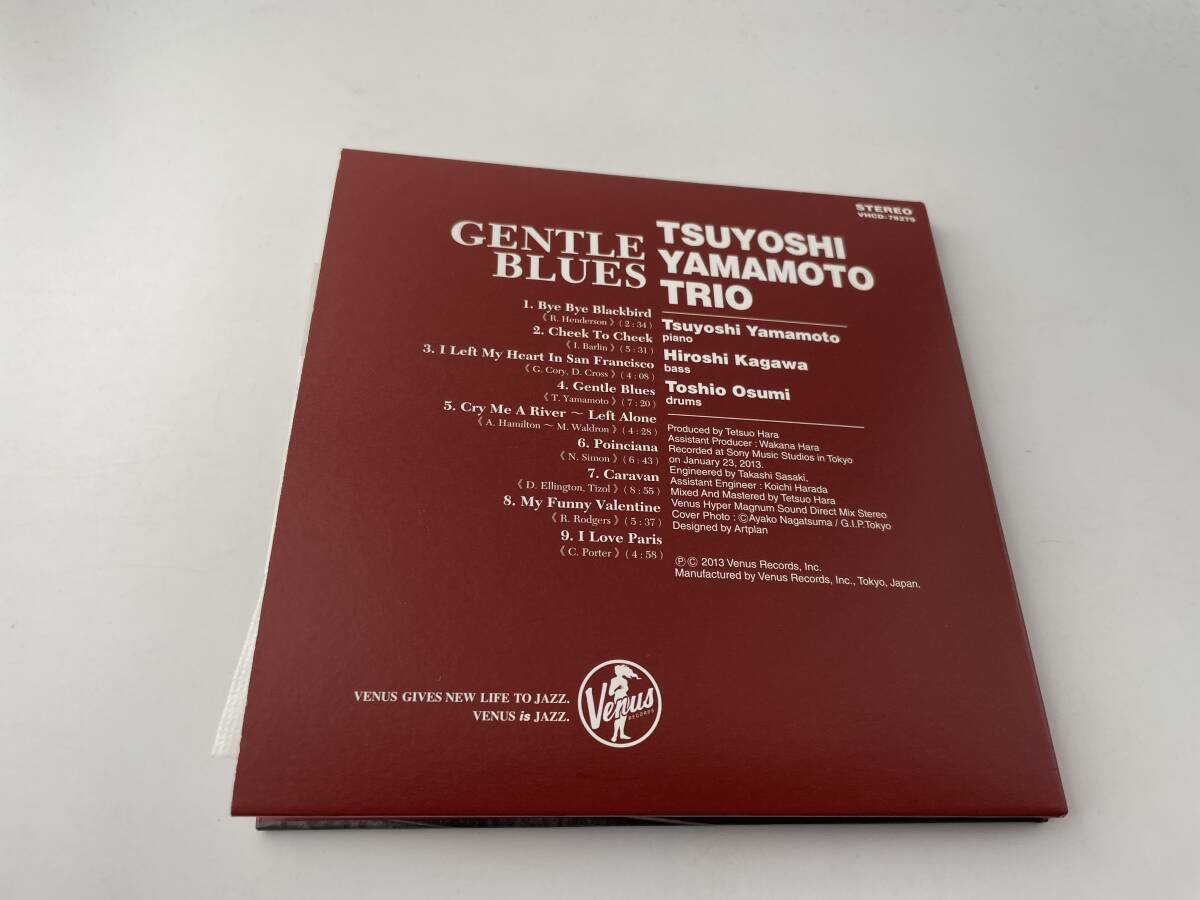 STEREO
VHCD-78279
GENTLE
BLUES
1. Bye Bye Blackbird
《 R. Henderson 》( 2 : 34 )
2. Cheek To Cheek
《 I. Barlin 》( 5 : 31 )
3. I Left My Heart In San Francisco
《 G. Cory, D. Cross 》( 4 : 08 )
4. Gentle Blues
《 T. Yamamoto 》( 7 : 20 )
5. Cry Me A River ～ Left Alone
《 A. Hamilton ～ M. Waldron 》( 4 : 28 )
6. Poinciana
《 N. Simon 》( 6 : 43 )
7. Caravan
《 D. Ellington, Tizol 》( 8 : 55 )
8. My Funny Valentine
《 R. Rodgers 》( 5 : 37 )
9. I Love Paris
《 C. Porter 》( 4 : 58 )
TSUYOSHI
YAMAMOTO
TRIO
Tsuyoshi Yamamoto
piano
Hiroshi Kagawa
bass
Toshio Osumi
drums
Produced by Tetsuo Hara
Assistant Producer : Wakana Hara
Recorded at Sony Music Studios in Tokyo
on January 23, 2013.
Engineered by Takashi Sasaki,
Assistant Engineer : Koichi Harada
Mixed And Mastered by Tetsuo Hara
Venus Hyper Magnum Sound Direct Mix Stereo
Cover Photo : ©Ayako Nagatsuma / G.I.P.Tokyo
Designed by Artplan
℗© 2013 Venus Records, Inc.
Manufactured by Venus Records, Inc., Tokyo, Japan.
VENUS GIVES NEW LIFE TO JAZZ.
VENUS is JAZZ.
Venus
RECORDS